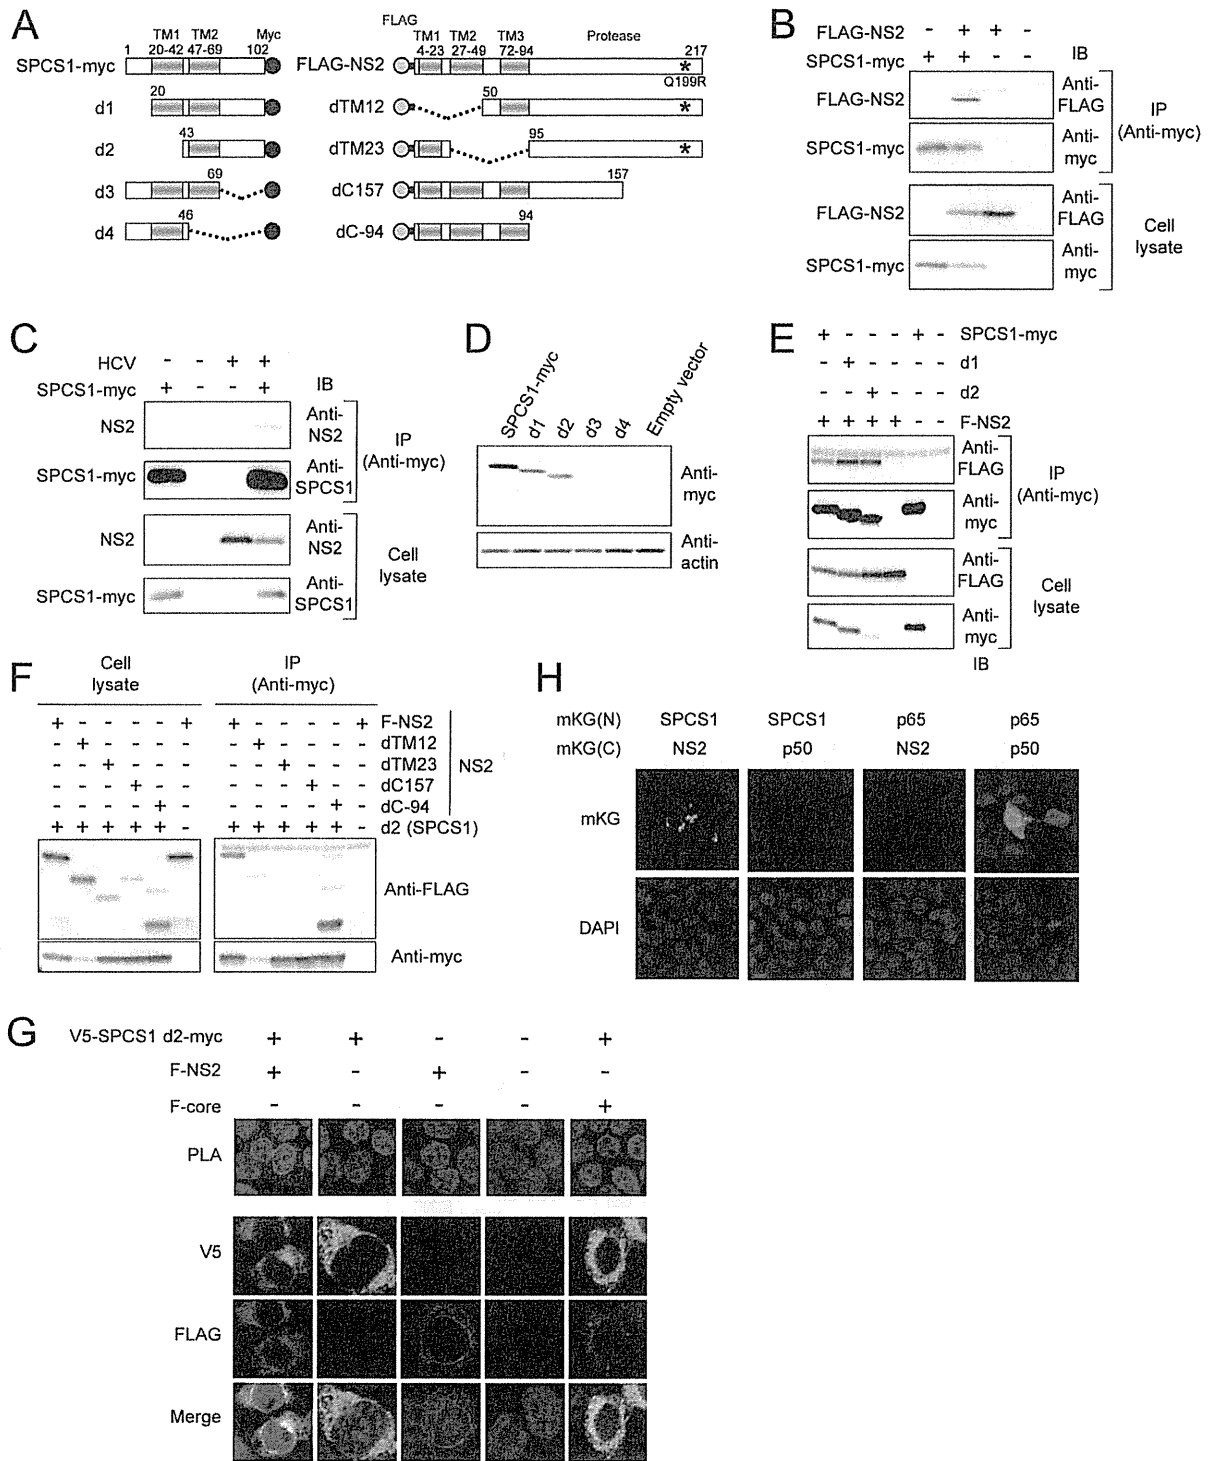 A
TM1 TM2 Myc
1 20-42 47-69 102
SPCS1-myc
d1
20
d2
43
d3
69
d4
46
FLAG
TM1 TM2 TM3 Protease
4-23 27-49 72-94 217
FLAG-NS2
*
Q199R
dTM12
50
*
dTM23
95
*
dC157
157
dC-94
94
B
FLAG-NS2 - + + -
SPCS1-myc + + - - IB
FLAG-NS2 Anti-FLAG
SPCS1-myc Anti-myc
IP (Anti-myc)
FLAG-NS2 Anti-FLAG
SPCS1-myc Anti-myc
Cell lysate
C
HCV - - + +
SPCS1-myc + - - + IB
NS2 Anti-NS2
SPCS1-myc Anti-SPCS1
IP (Anti-myc)
NS2 Anti-NS2
SPCS1-myc Anti-SPCS1
Cell lysate
D
SPCS1-myc d1 d2 d3 d4 Empty vector
Anti-myc
Anti-actin
E
+ - - - + - SPCS1-myc
- + - - - - d1
- - + - - - d2
+ + + + - - F-NS2
Anti-FLAG
Anti-myc
IP (Anti-myc)
Anti-FLAG
Anti-myc
Cell lysate
IB
F
Cell lysate
IP (Anti-myc)
+ - - - - + + - - - - + F-NS2
- + - - - - - + - - - - dTM12
- - + - - - - - + - - - dTM23
- - - + - - - - - + - - dC157
- - - - + - - - - - + - dC-94
NS2
+ + + + + - + + + + + - d2 (SPCS1)
Anti-FLAG
Anti-myc
H
mKG(N) SPCS1 SPCS1 p65 p65
mKG(C) NS2 p50 NS2 p50
mKG
DAPI
G
V5-SPCS1 d2-myc + + - - +
F-NS2 + - + - -
F-core - - - - +
PLA
V5
FLAG
Merge